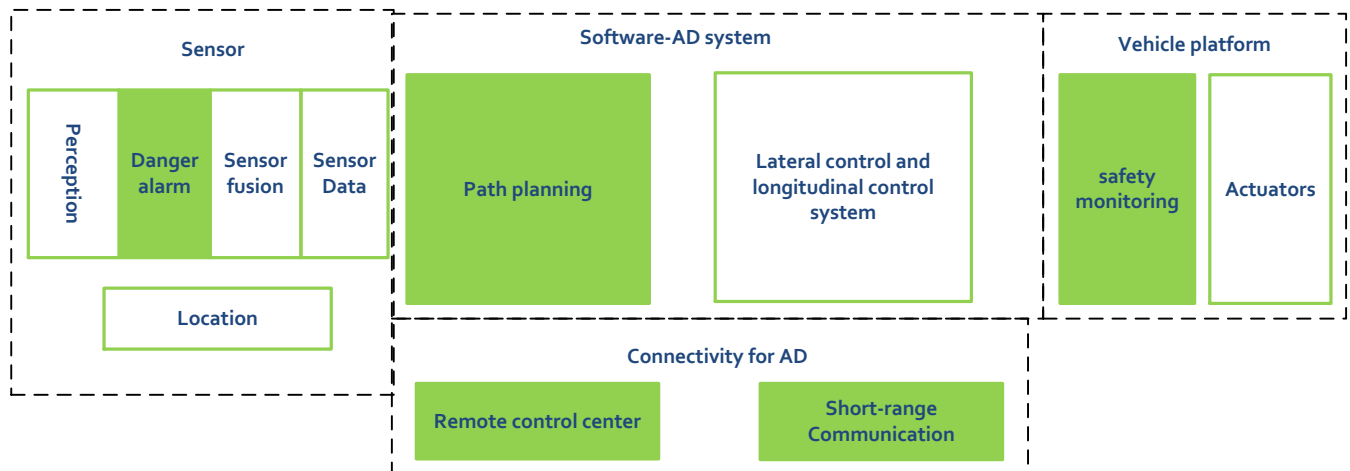 Sensor
Perception
Danger
alarm
Sensor
fusion
Sensor
Data
Location
Software-AD system
Path planning
Lateral control and
longitudinal control
system
Vehicle platform
safety
monitoring
Actuators
Connectivity for AD
Remote control center
Short-range
Communication